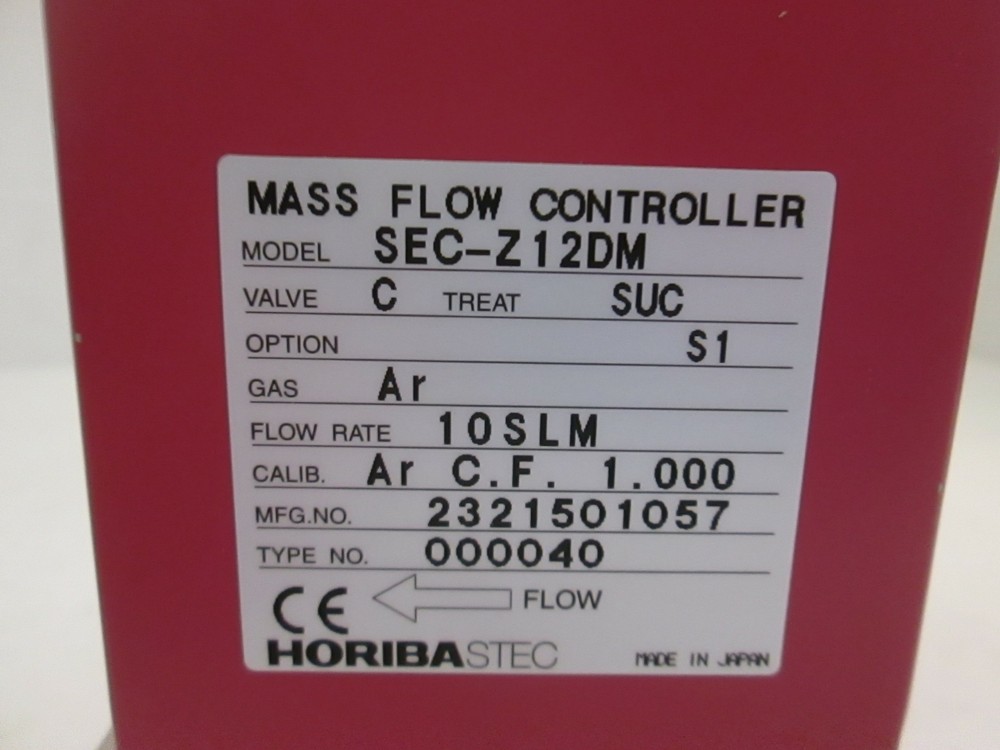 MASS FLOW CONTROLLER
MODEL SEC-Z12DM
VALVE C TREAT SUC
OPTION S1
GAS Ar
FLOW RATE 10SLM
CALIB. Ar C.F. 1.000
MFG.NO. 2321501057
TYPE NO. 000040
CE FLOW
HORIBASTEC MADE IN JAPAN